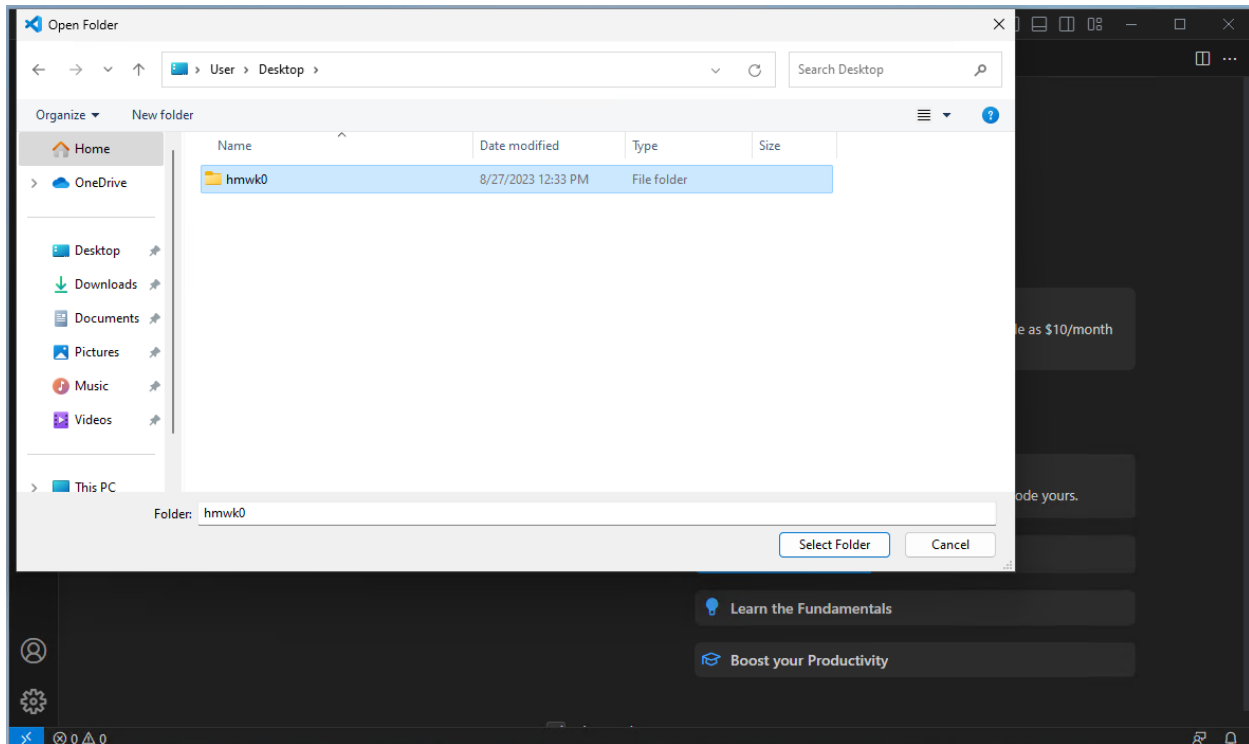 Open Folder
User > Desktop >
Search Desktop
Organize
New folder
Name
Date modified
Type
Size
Home
OneDrive
hmwk0
8/27/2023 12:33 PM
File folder
Desktop
Downloads
Documents
Pictures
Music
Videos
This PC
Folder:
hmwk0
Select Folder
Cancel
as $10/month
yours.
Learn the Fundamentals
Boost your Productivity
0
0